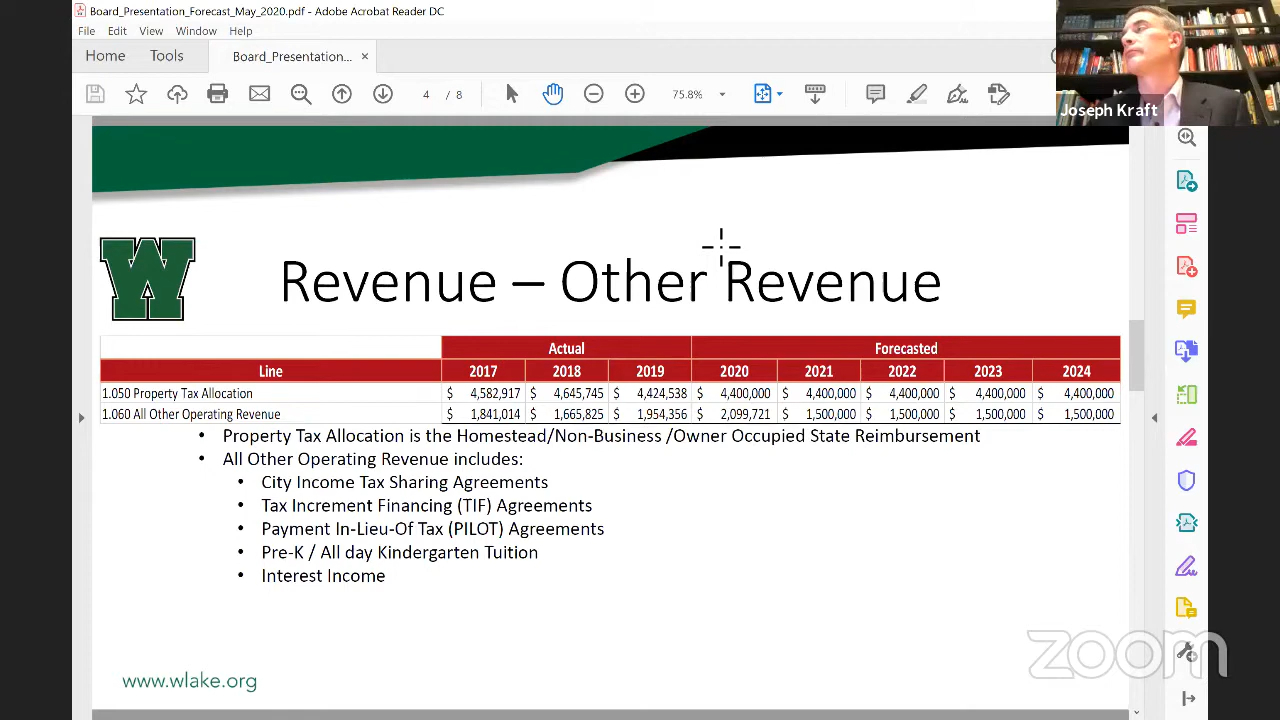 Board_Presentation_Forecast_May_2020.pdf - Adobe Acrobat Reader DC
File Edit View Window Help
Home Tools Board_Presentation... ×
4 / 8 75.8%
Joseph Kraft
W
Revenue – Other Revenue
Actual Forecasted
Line 2017 2018 2019 2020 2021 2022 2023 2024
1.050 Property Tax Allocation $ 4,582,917 $ 4,645,745 $ 4,424,538 $ 4,400,000 $ 4,400,000 $ 4,400,000 $ 4,400,000 $ 4,400,000
1.060 All Other Operating Revenue $ 1,841,014 $ 1,665,825 $ 1,954,356 $ 2,099,721 $ 1,500,000 $ 1,500,000 $ 1,500,000 $ 1,500,000
• Property Tax Allocation is the Homestead/Non-Business /Owner Occupied State Reimbursement
• All Other Operating Revenue includes:
• City Income Tax Sharing Agreements
• Tax Increment Financing (TIF) Agreements
• Payment In-Lieu-Of Tax (PILOT) Agreements
• Pre-K / All day Kindergarten Tuition
• Interest Income
zoom
www.wlake.org